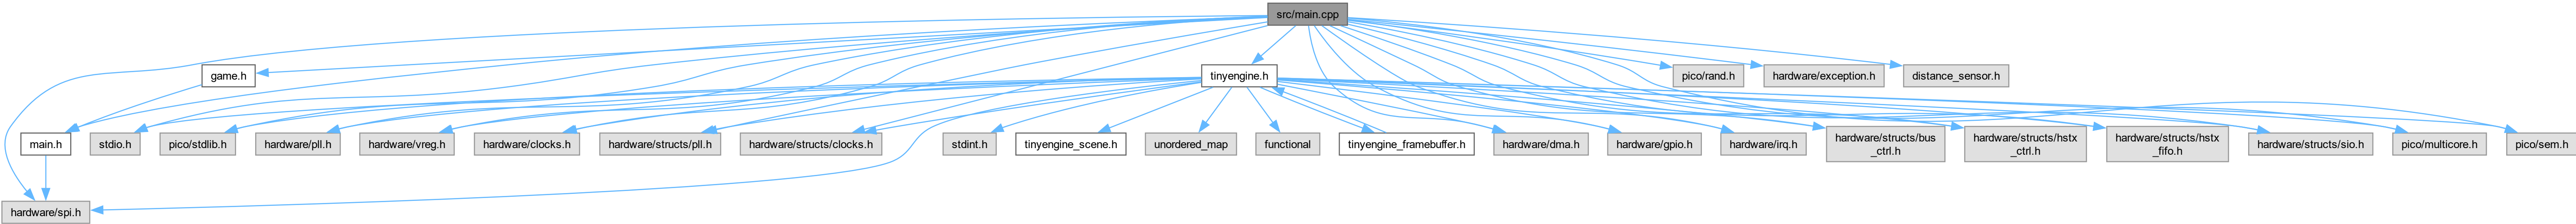 src/main.cpp
game.h
tinyengine.h
pico/rand.h
hardware/exception.h
distance_sensor.h
main.h
stdio.h
pico/stdlib.h
hardware/pll.h
hardware/vreg.h
hardware/clocks.h
hardware/structs/pll.h
hardware/structs/clocks.h
stdint.h
tinyengine_scene.h
unordered_map
functional
tinyengine_framebuffer.h
hardware/dma.h
hardware/gpio.h
hardware/irq.h
hardware/structs/bus
_ctrl.h
hardware/structs/hstx
_ctrl.h
hardware/structs/hstx
_fifo.h
hardware/structs/sio.h
pico/multicore.h
pico/sem.h
hardware/spi.h